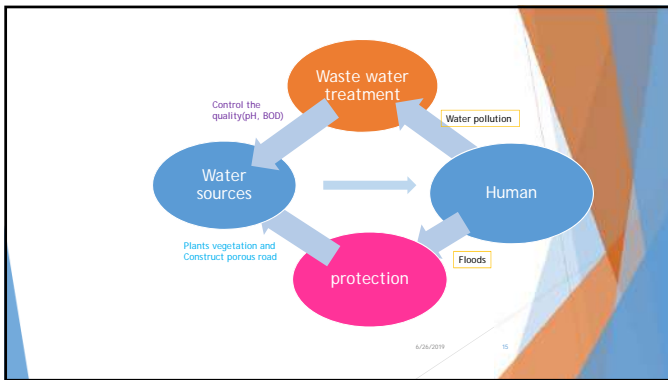 Waste water
treatment
Control the
quality(pH, BOD)
Water pollution
Water
sources
Human
Plants vegetation and
Construct porous road
Floods
protection
6/26/2019
15